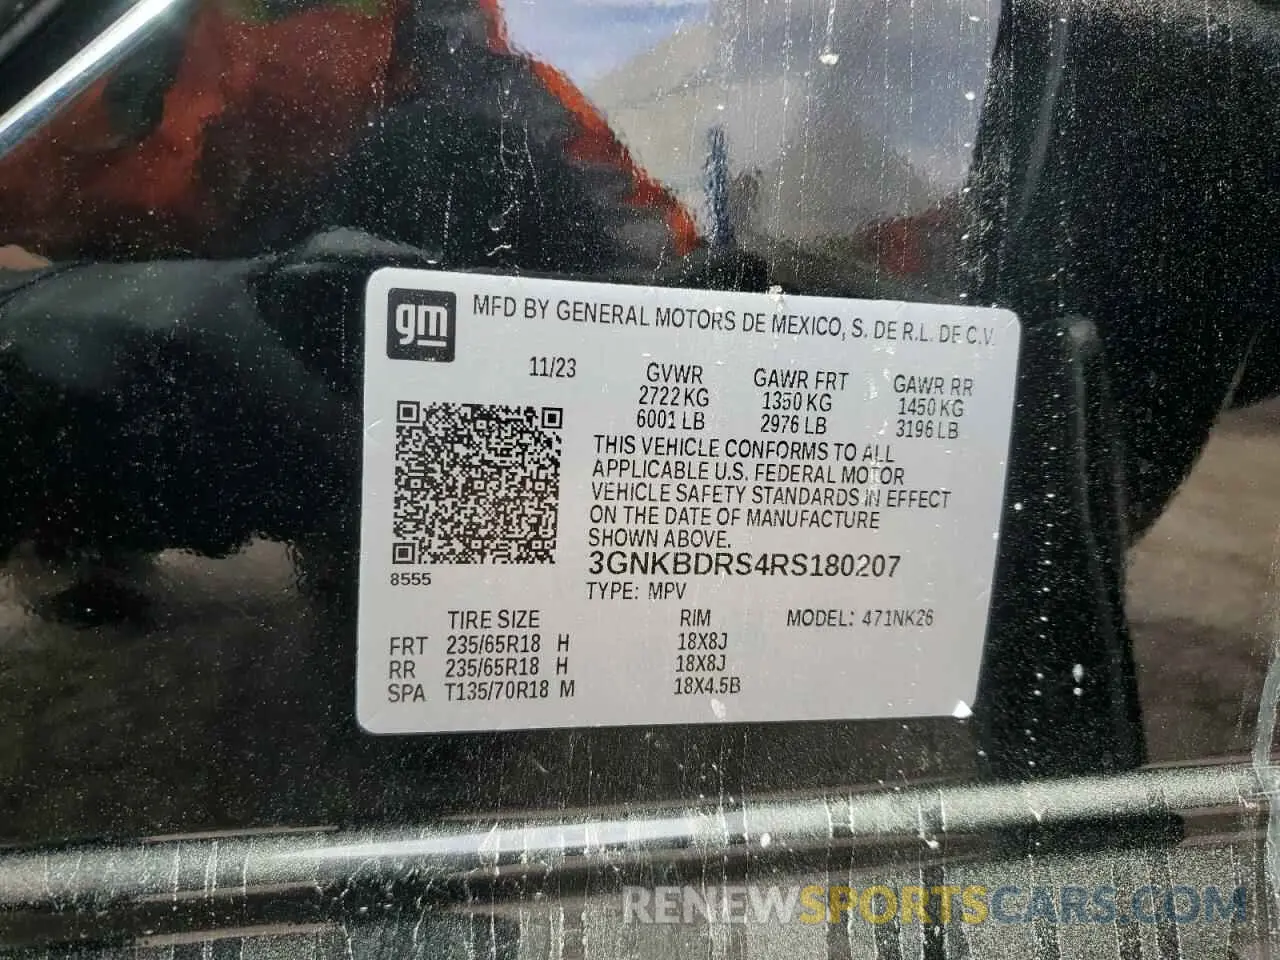 gm
MFD BY GENERAL MOTORS DE MEXICO, S. DE R.L. DE C.V.
11/23
GVWR GAWR FRT GAWR RR
2722 KG 1350 KG 1450 KG
6001 LB 2976 LB 3196 LB
THIS VEHICLE CONFORMS TO ALL
APPLICABLE U.S. FEDERAL MOTOR
VEHICLE SAFETY STANDARDS IN EFFECT
ON THE DATE OF MANUFACTURE
SHOWN ABOVE.
3GNKBDRS4RS180207
8555
TYPE: MPV
TIRE SIZE RIM MODEL: 471NK26
FRT 235/65R18 H 18X8J
RR 235/65R18 H 18X8J
SPA T135/70R18 M 18X4.5B
RENEWSPORTSCARS.COM